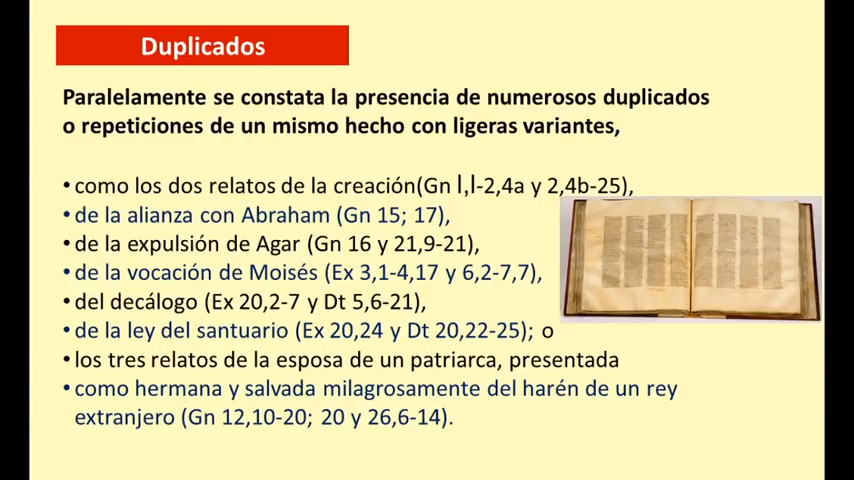 Duplicados
Paralelamente se constata la presencia de numerosos duplicados
o repeticiones de un mismo hecho con ligeras variantes,
•como los dos relatos de la creación(Gn l,l-2,4a y 2,4b-25),
•de la alianza con Abraham (Gn 15; 17),
•de la expulsión de Agar (Gn 16 y 21,9-21),
•de la vocación de Moisés (Ex 3,1-4,17 y 6,2-7,7),
•del decálogo (Ex 20,2-7 y Dt 5,6-21),
•de la ley del santuario (Ex 20,24 y Dt 20,22-25); o
•los tres relatos de la esposa de un patriarca, presentada
•como hermana y salvada milagrosamente del harén de un rey
extranjero (Gn 12,10-20; 20 y 26,6-14).